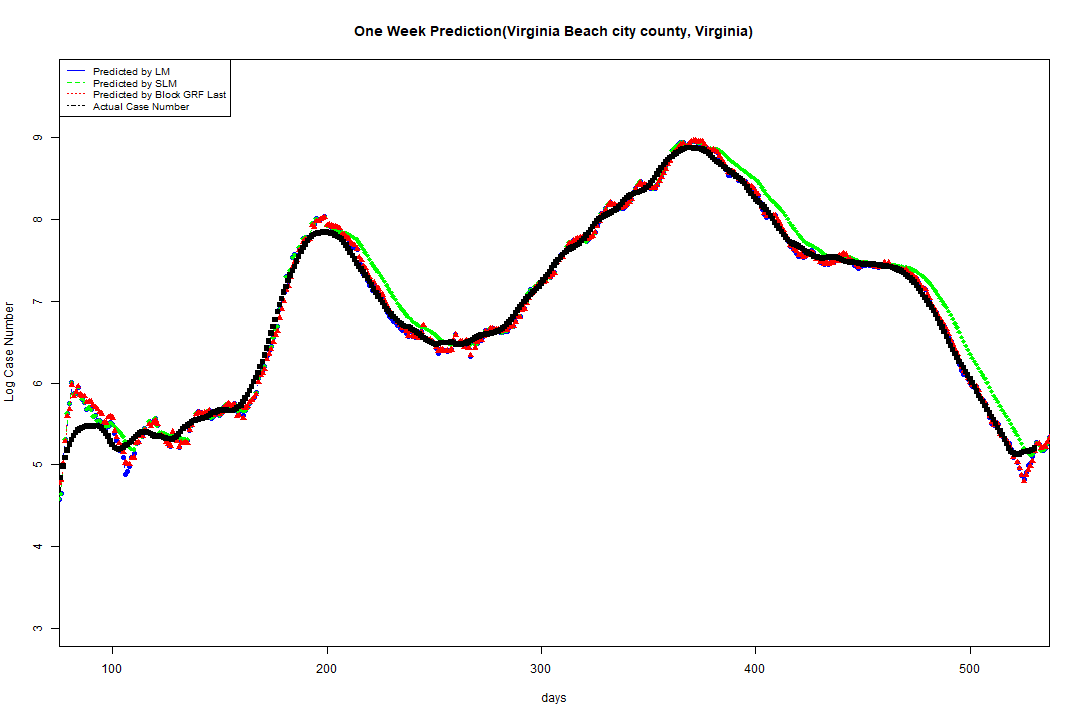 One Week Prediction(Virginia Beach city county, Virginia)
Predicted by LM
Predicted by SLM
Predicted by Block GRF Last
Actual Case Number
9
8
7
6
5
4
3
Log Case Number
100 200 300 400 500
days